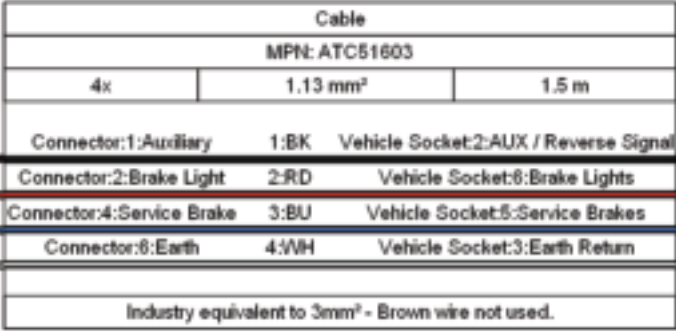 Cable
MPN: ATC51603
4x 1.13 mm² 1.5 m
Connector:1:Auxiliary 1:BK Vehicle Socket:2:AUX / Reverse Signal
Connector:2:Brake Light 2:RD Vehicle Socket:6:Brake Lights
Connector:4:Service Brake 3:BU Vehicle Socket:5:Service Brakes
Connector:6:Earth 4:WH Vehicle Socket:3:Earth Return
Industry equivalent to 3mm² - Brown wire not used.